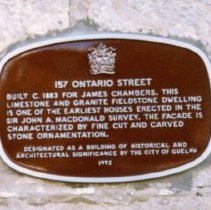 157 ONTARIO STREET
BUILT C. 1883 FOR JAMES CHAMBERS, THIS
LIMESTONE AND GRANITE FIELDSTONE DWELLING
IS ONE OF THE EARLIEST HOUSES ERECTED IN THE
SIR JOHN A. MACDONALD SURVEY. THE FACADE IS
CHARACTERIZED BY FINE CUT AND CARVED
STONE ORNAMENTATION.
DESIGNATED AS A BUILDING OF HISTORICAL AND
ARCHITECTURAL SIGNIFICANCE BY THE CITY OF GUELPH
1992